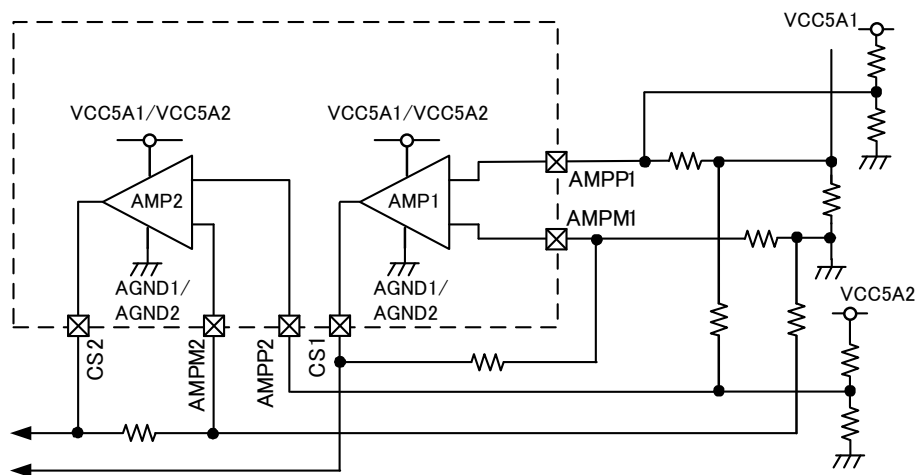 VCC5A1
VCC5A1/VCC5A2
VCC5A1/VCC5A2
AMPP1
AMP2
AMP1
AMPM1
AGND1/
AGND2
AGND1/
AGND2
VCC5A2
CS2
AMPM2
AMPP2
CS1